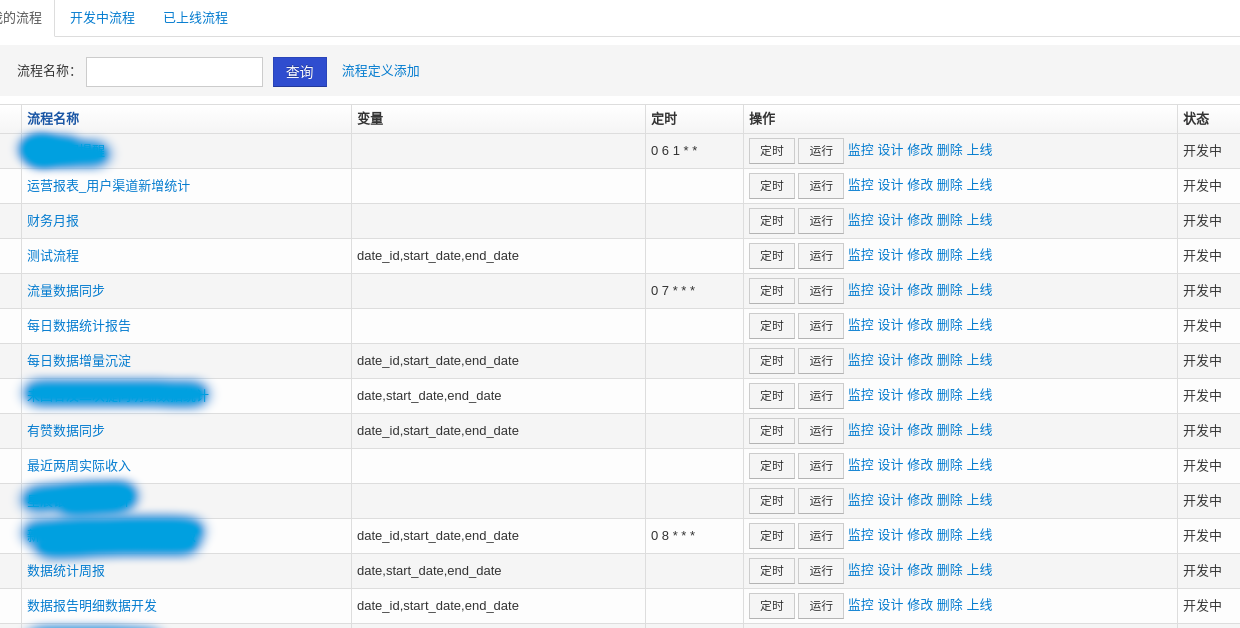 的流程 开发中流程 已上线流程
流程名称: 查询 流程定义添加
流程名称 变量 定时 操作 状态
0 6 1 * * 定时 运行 监控 设计 修改 删除 上线 开发中
运营报表_用户渠道新增统计 定时 运行 监控 设计 修改 删除 上线 开发中
财务月报 定时 运行 监控 设计 修改 删除 上线 开发中
测试流程 date_id,start_date,end_date 定时 运行 监控 设计 修改 删除 上线 开发中
流量数据同步 0 7 * * * 定时 运行 监控 设计 修改 删除 上线 开发中
每日数据统计报告 定时 运行 监控 设计 修改 删除 上线 开发中
每日数据增量沉淀 date_id,start_date,end_date 定时 运行 监控 设计 修改 删除 上线 开发中
date,start_date,end_date 定时 运行 监控 设计 修改 删除 上线 开发中
有赞数据同步 date_id,start_date,end_date 定时 运行 监控 设计 修改 删除 上线 开发中
最近两周实际收入 定时 运行 监控 设计 修改 删除 上线 开发中
定时 运行 监控 设计 修改 删除 上线 开发中
date_id,start_date,end_date 0 8 * * * 定时 运行 监控 设计 修改 删除 上线 开发中
数据统计周报 date,start_date,end_date 定时 运行 监控 设计 修改 删除 上线 开发中
数据报告明细数据开发 date_id,start_date,end_date 定时 运行 监控 设计 修改 删除 上线 开发中